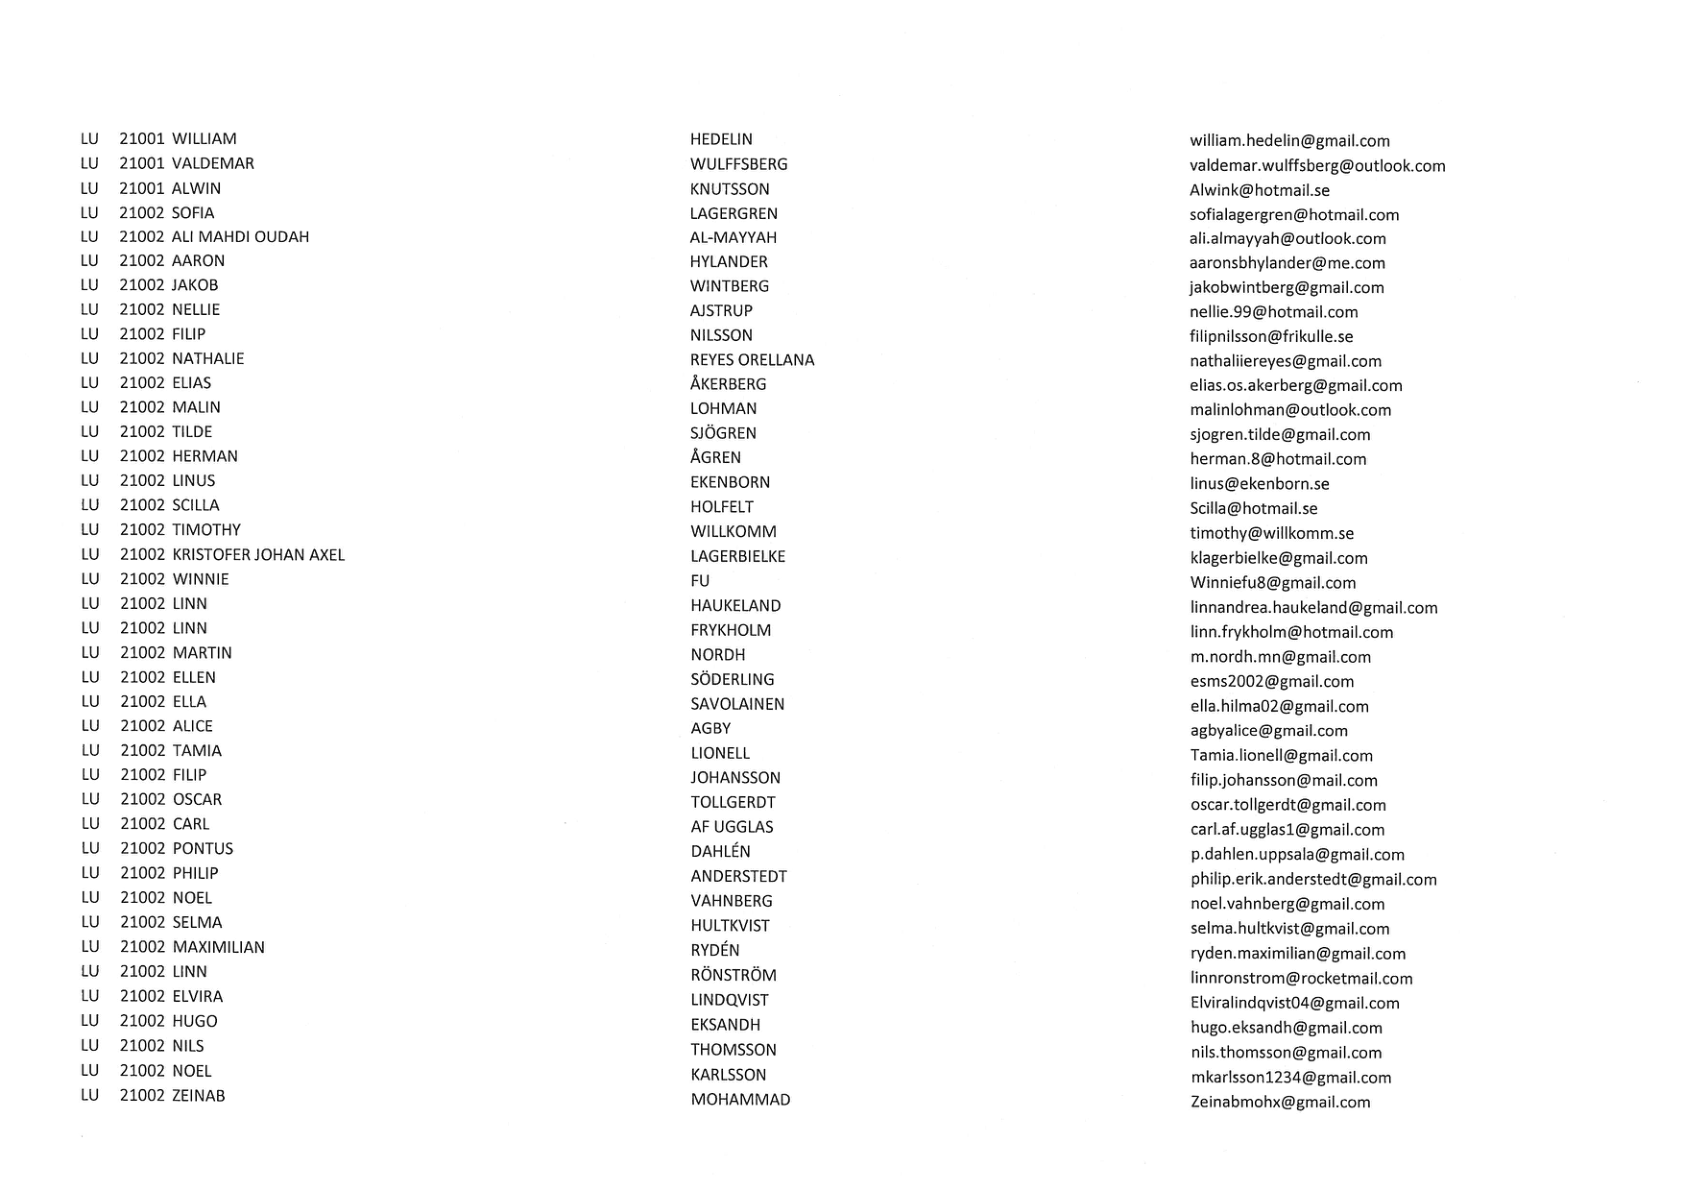 LU 21001 WILLIAM HEDELIN william.hedelin@gmail.com
LU 21001 VALDEMAR WULFFSBERG valdemar.wulffsberg@outlook.com
LU 21001 ALWIN KNUTSSON Alwink@hotmail.se
LU 21002 SOFIA LAGERGREN sofialagergren@hotmail.com
LU 21002 ALI MAHDI OUDAH AL-MAYYAH ali.almayyah@outlook.com
LU 21002 AARON HYLANDER aaronsbhylander@me.com
LU 21002 JAKOB WINTBERG jakobwintberg@gmail.com
LU 21002 NELLIE AJSTRUP nellie.99@hotmail.com
LU 21002 FILIP NILSSON filipnilsson@frikulle.se
LU 21002 NATHALIE REYES ORELLANA nathaliiereyes@gmail.com
LU 21002 ELIAS ÅKERBERG elias.os.akerberg@gmail.com
LU 21002 MALIN LOHMAN malinlohman@outlook.com
LU 21002 TILDE SJÖGREN sjogren.tilde@gmail.com
LU 21002 HERMAN ÅGREN herman.8@hotmail.com
LU 21002 LINUS EKENBORN linus@ekenborn.se
LU 21002 SCILLA HOLFELT Scilla@hotmail.se
LU 21002 TIMOTHY WILLKOMM timothy@willkomm.se
LU 21002 KRISTOFER JOHAN AXEL LAGERBIELKE klagerbielke@gmail.com
LU 21002 WINNIE FU Winniefu8@gmail.com
LU 21002 LINN HAUKELAND linnandrea.haukeland@gmail.com
LU 21002 LINN FRYKHOLM linn.frykholm@hotmail.com
LU 21002 MARTIN NORDH m.nordh.mn@gmail.com
LU 21002 ELLEN SÖDERLING esms2002@gmail.com
LU 21002 ELLA SAVOLAINEN ella.hilma02@gmail.com
LU 21002 ALICE AGBY agbyalice@gmail.com
LU 21002 TAMIA LIONELL Tamia.lionell@gmail.com
LU 21002 FILIP JOHANSSON filip.johansson@mail.com
LU 21002 OSCAR TOLLGERDT oscar.tollgerdt@gmail.com
LU 21002 CARL AF UGGLAS carl.af.ugglas1@gmail.com
LU 21002 PONTUS DAHLÉN p.dahlen.uppsala@gmail.com
LU 21002 PHILIP ANDERSTEDT philip.erik.anderstedt@gmail.com
LU 21002 NOEL VAHNBERG noel.vahnberg@gmail.com
LU 21002 SELMA HULTKVIST selma.hultkvist@gmail.com
LU 21002 MAXIMILIAN RYDÉN ryden.maximilian@gmail.com
LU 21002 LINN RÖNSTRÖM linnronstrom@rocketmail.com
LU 21002 ELVIRA LINDQVIST Elviralindqvist04@gmail.com
LU 21002 HUGO EKSANDH hugo.eksandh@gmail.com
LU 21002 NILS THOMSSON nils.thomsson@gmail.com
LU 21002 NOEL KARLSSON mkarlsson1234@gmail.com
LU 21002 ZEINAB MOHAMMAD Zeinabmohx@gmail.com